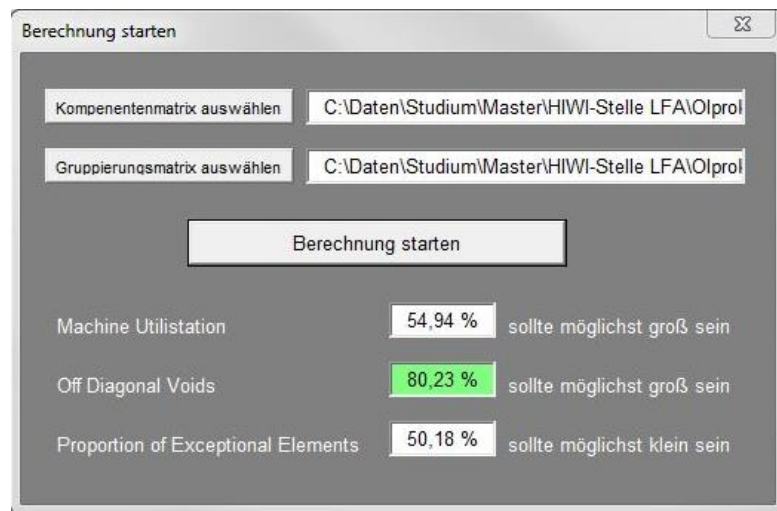 Berechnung starten
Kompenentenmatrix auswählen C:\Daten\Studium\Master\HIWI-Stelle LFA\Olprok
Gruppierungsmatrix auswählen C:\Daten\Studium\Master\HIWI-Stelle LFA\Olprok
Berechnung starten
Machine Utilistation 54,94 % sollte möglichst groß sein
Off Diagonal Voids 80,23 % sollte möglichst groß sein
Proportion of Exceptional Elements 50,18 % sollte möglichst klein sein